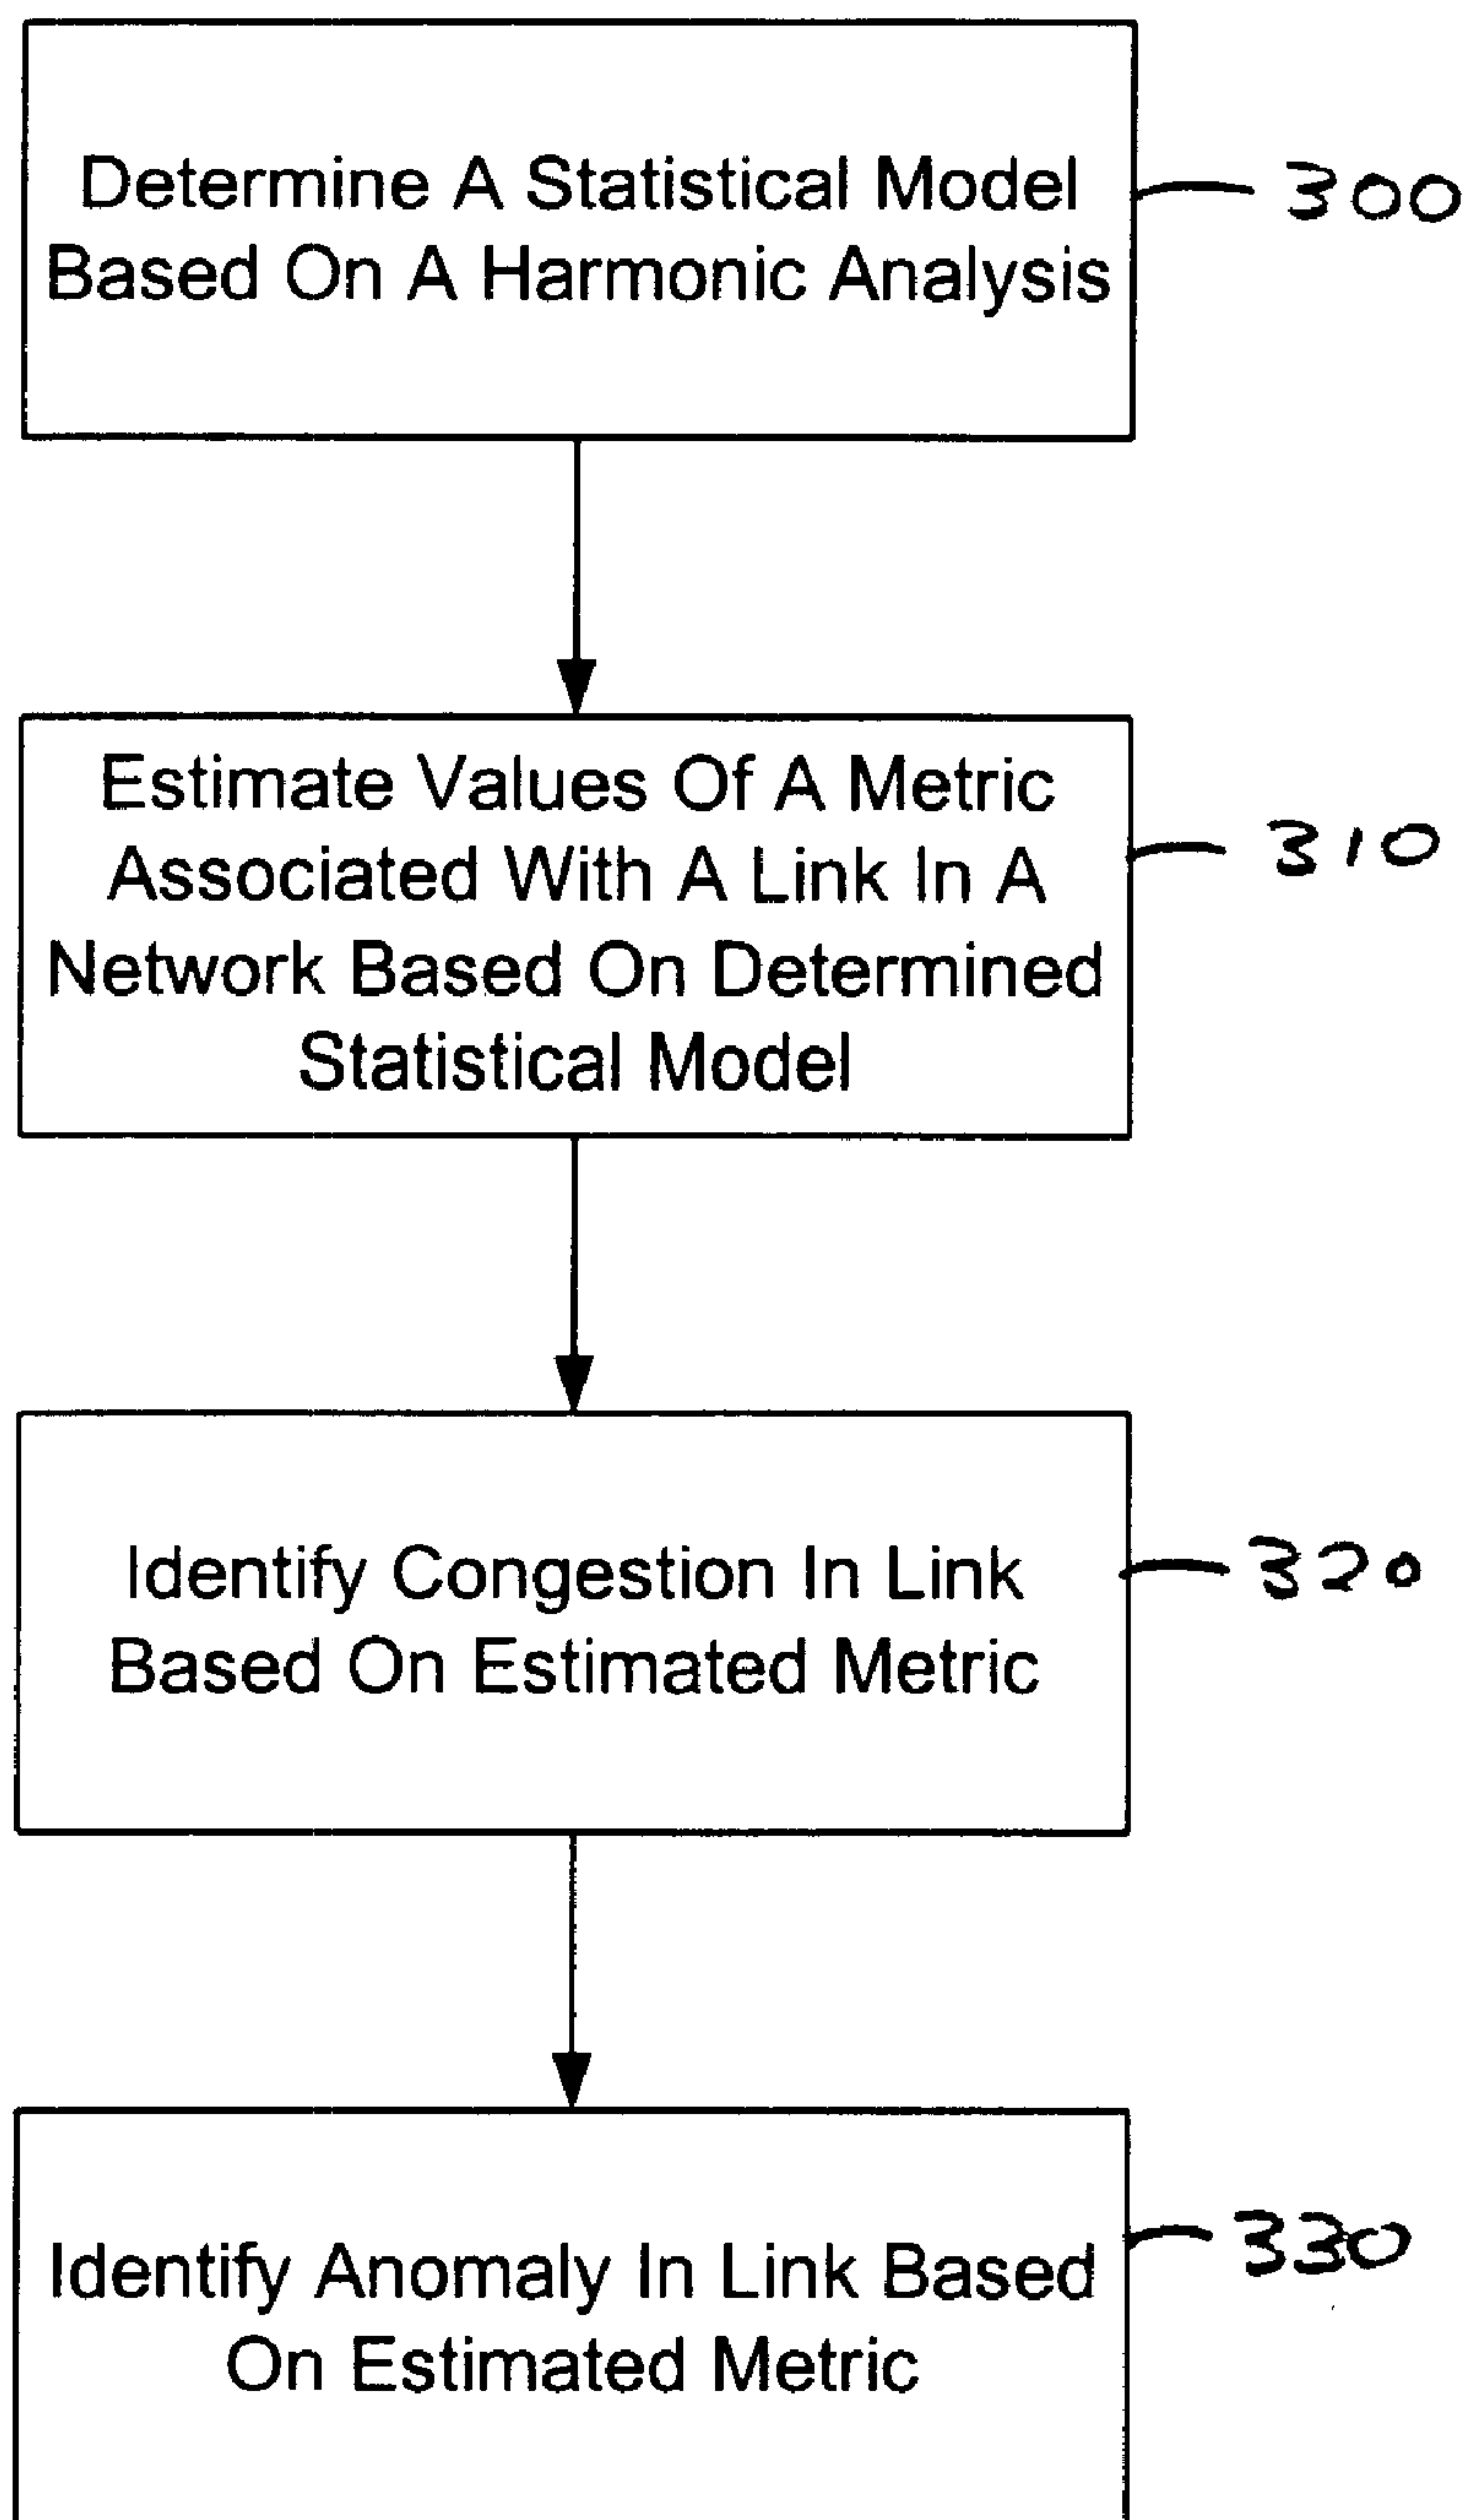 Determine A Statistical Model
Based On A Harmonic Analysis
300
Estimate Values Of A Metric
Associated With A Link In A
Network Based On Determined
Statistical Model
310
Identify Congestion In Link
Based On Estimated Metric
320
Identify Anomaly In Link Based
On Estimated Metric
330